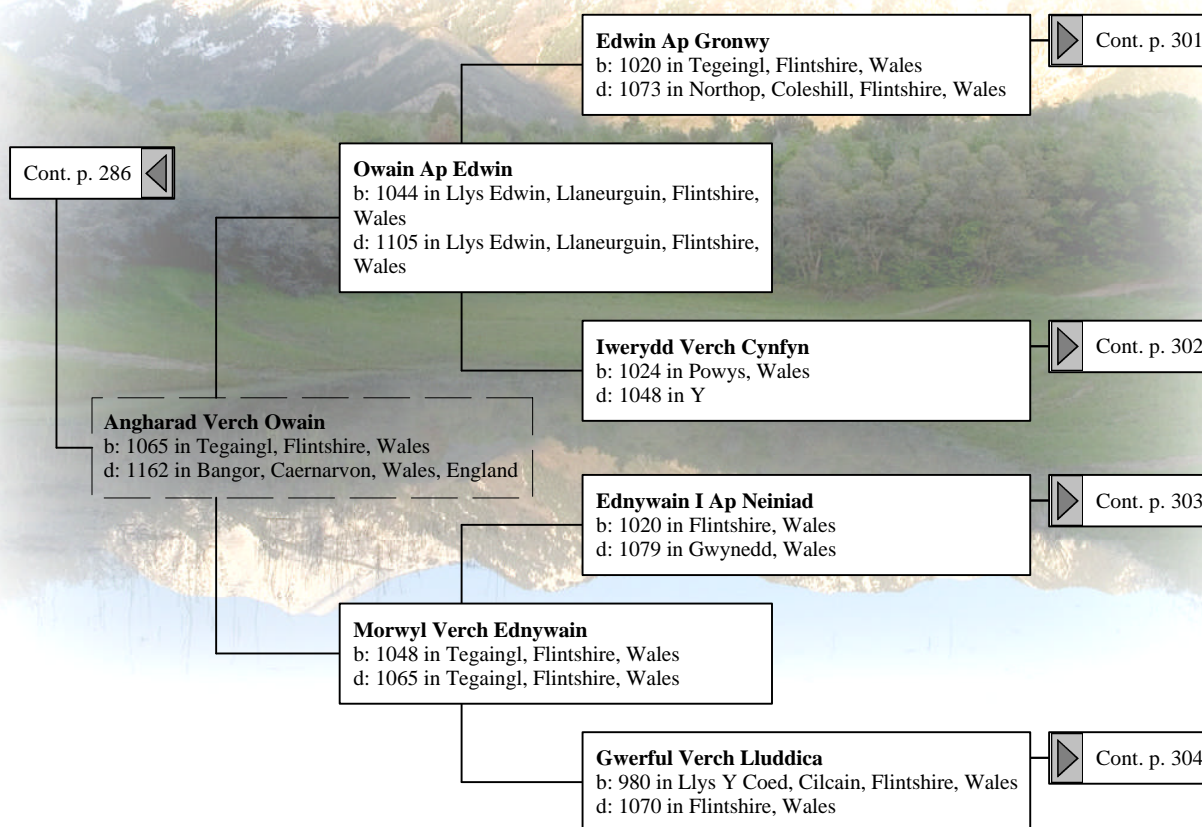 Edwin Ap Gronwy
b: 1020 in Tegeingl, Flintshire, Wales
d: 1073 in Northop, Coleshill, Flintshire, Wales
Cont. p. 301
Cont. p. 286
Owain Ap Edwin
b: 1044 in Llys Edwin, Llaneurguin, Flintshire,
Wales
d: 1105 in Llys Edwin, Llaneurguin, Flintshire,
Wales
Iwerydd Verch Cynfyn
b: 1024 in Powys, Wales
d: 1048 in Y
Cont. p. 302
Angharad Verch Owain
b: 1065 in Tegaingl, Flintshire, Wales
d: 1162 in Bangor, Caernarvon, Wales, England
Ednywain I Ap Neiniad
b: 1020 in Flintshire, Wales
d: 1079 in Gwynedd, Wales
Cont. p. 303
Morwyl Verch Ednywain
b: 1048 in Tegaingl, Flintshire, Wales
d: 1065 in Tegaingl, Flintshire, Wales
Gwerful Verch Lluddica
b: 980 in Llys Y Coed, Cilcain, Flintshire, Wales
d: 1070 in Flintshire, Wales
Cont. p. 304